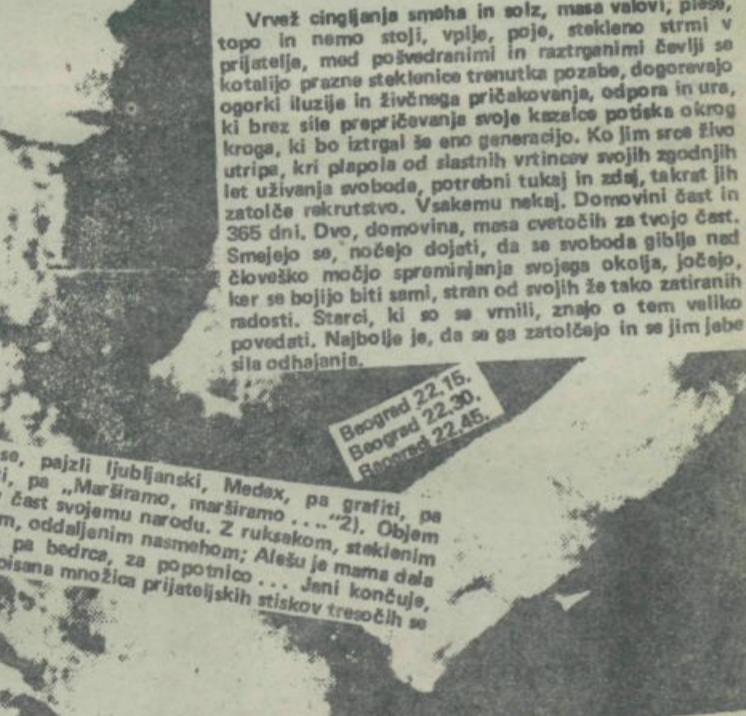 Vrvež cingljanja smeha in solz, masa valovi, pleše,
topo in nemo stoji, vpije, poje, stekleno strmi v
prijatelje, med pošvedranimi in raztrganimi čevlji se
kotalijo prazne steklenice trenutka pozabe, dogorevajo
ogorki iluzije in živčnega pričakovanja, odpora in ura,
ki brez sile prepričevanja svoje kazalce potiska okrog
kroga, ki bo iztrgal še eno generacijo. Ko jim srce živo
utripa, kri plapola od slastnih vrtincev svojih zgodnjih
let uživanja svobode, potrebni tukaj in zdaj, takrat jih
zatolče rekrutstvo. Vsakemu nekaj. Domovini čast in
365 dni. Dvo, domovina, masa cvetočih za tvojo čast.
Smejejo se, nočejo dojati, da se svoboda giblje nad
človeško močjo spreminjanja svojega okolja, jočejo,
ker se bojijo biti sami, stran od svojih že tako zatiranih
radosti. Starci, ki so se vrnili, znajo o tem veliko
povedati. Najbolje je, da se ga zatolčejo in se jim jebe
sila odhajanja.
Beograd 22.15.
Beograd 22.30.
Beograd 22.45.
se, pajzli ljubljanski, Medex, pa grafiti, pa
i, pa „Marširamo, marširamo . . . .“2). Objem
čast svojemu narodu. Z ruksakom, steklenim
m, oddaljenim nasmehom; Alešu je mama dala
pa bedrca, za popotnico . . . Jani končuje,
pisana množica prijateljskih stiskov tresočih se